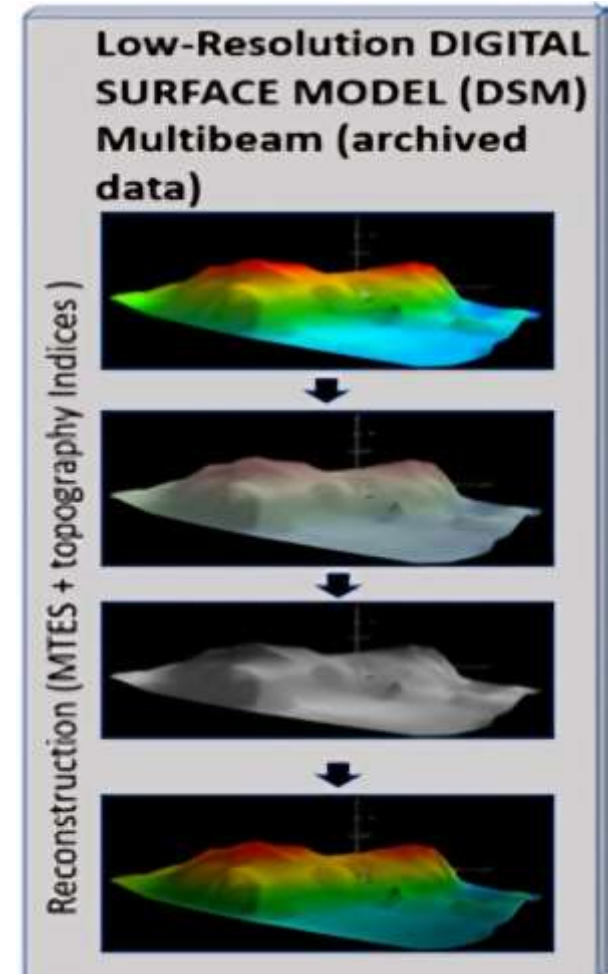 Low-Resolution DIGITAL
SURFACE MODEL (DSM)
Multibeam (archived
data)
Reconstruction (MTES + topography Indices )